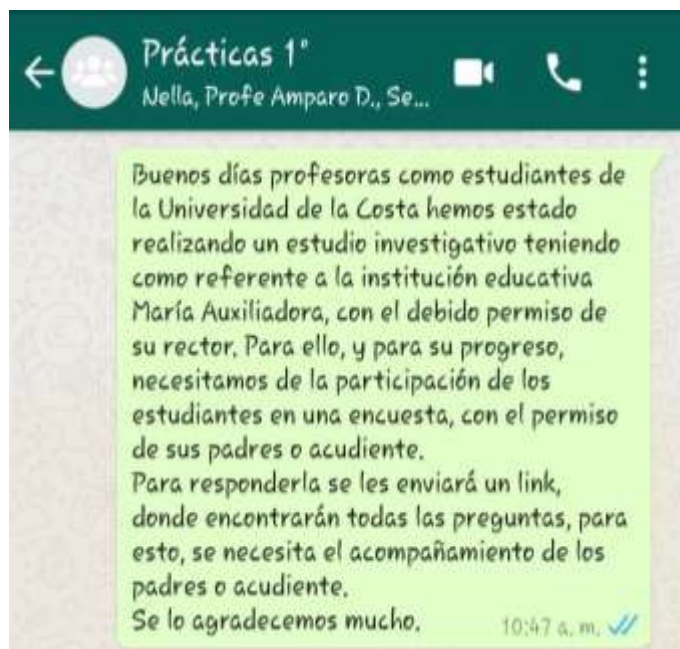 Prácticas 1°
Nella, Profe Amparo D., Se...
Buenos días profesoras como estudiantes de
la Universidad de la Costa hemos estado
realizando un estudio investigativo teniendo
como referente a la institución educativa
María Auxiliadora, con el debido permiso de
su rector. Para ello, y para su progreso,
necesitamos de la participación de los
estudiantes en una encuesta, con el permiso
de sus padres o acudiente.
Para responderla se les enviará un link,
donde encontrarán todas las preguntas, para
esto, se necesita el acompañamiento de los
padres o acudiente.
Se lo agradecemos mucho.
10:47 a. m.